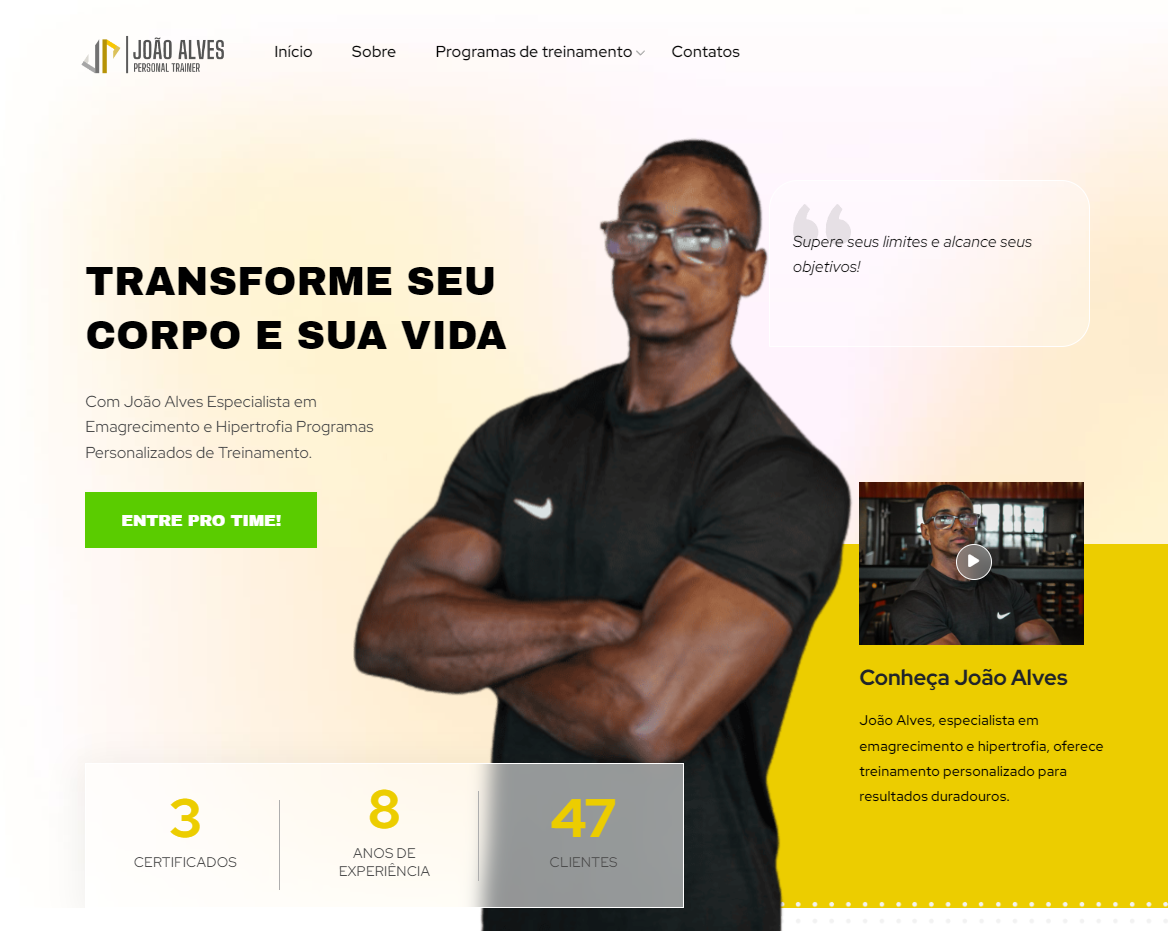 JOÃO ALVES
PERSONAL TRAINER
Início
Sobre
Programas de treinamento
Contatos
TRANSFORME SEU
CORPO E SUA VIDA
Com João Alves Especialista em
Emagrecimento e Hipertrofia Programas
Personalizados de Treinamento.
ENTRE PRO TIME!
Supere seus limites e alcance seus
objetivos!
Conheça João Alves
João Alves, especialista em
emagrecimento e hipertrofia, oferece
treinamento personalizado para
resultados duradouros.
3
CERTIFICADOS
8
ANOS DE
EXPERIÊNCIA
47
CLIENTES